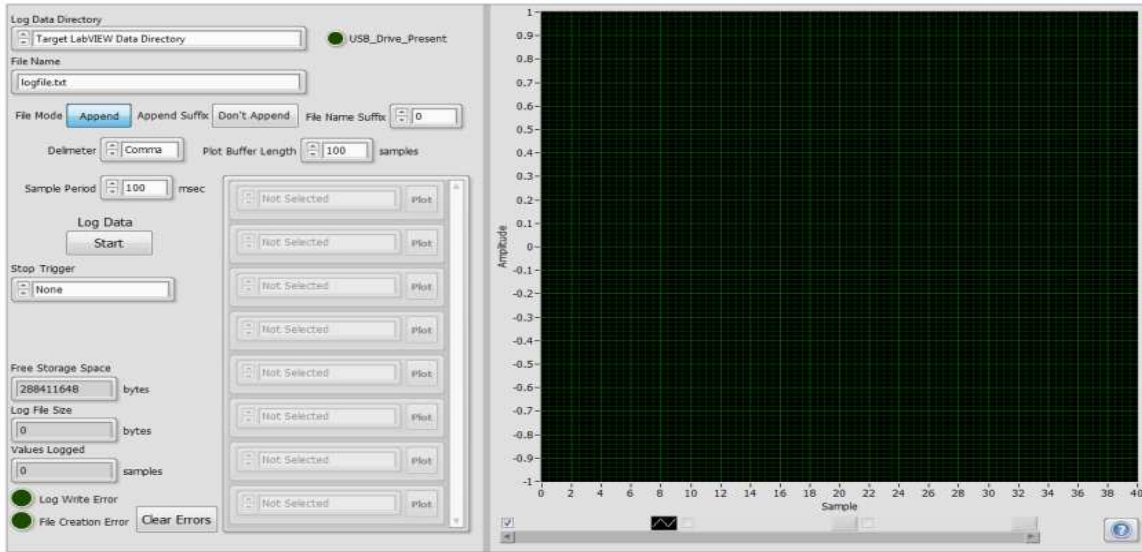 Log Data Directory
Target LabVIEW Data Directory
USB_Drive_Present
File Name
logfile.txt
File Mode Append Append Suffix Don't Append File Name Suffix 0
Delimeter Comma Plot Buffer Length 100 samples
Sample Period 100 msec
Log Data
Start
Stop Trigger
None
Free Storage Space
288411648 bytes
Log File Size
0 bytes
Values Logged
0 samples
Log Write Error
File Creation Error Clear Errors
Not Selected Plot
Not Selected Plot
Not Selected Plot
Not Selected Plot
Not Selected Plot
Not Selected Plot
Not Selected Plot
Not Selected Plot
Amplitude
1
0.9
0.8
0.7
0.6
0.5
0.4
0.3
0.2
0.1
0
-0.1
-0.2
-0.3
-0.4
-0.5
-0.6
-0.7
-0.8
-0.9
-1
0 2 4 6 8 10 12 14 16 18 20 22 24 26 28 30 32 34 36 38 40
Sample
?